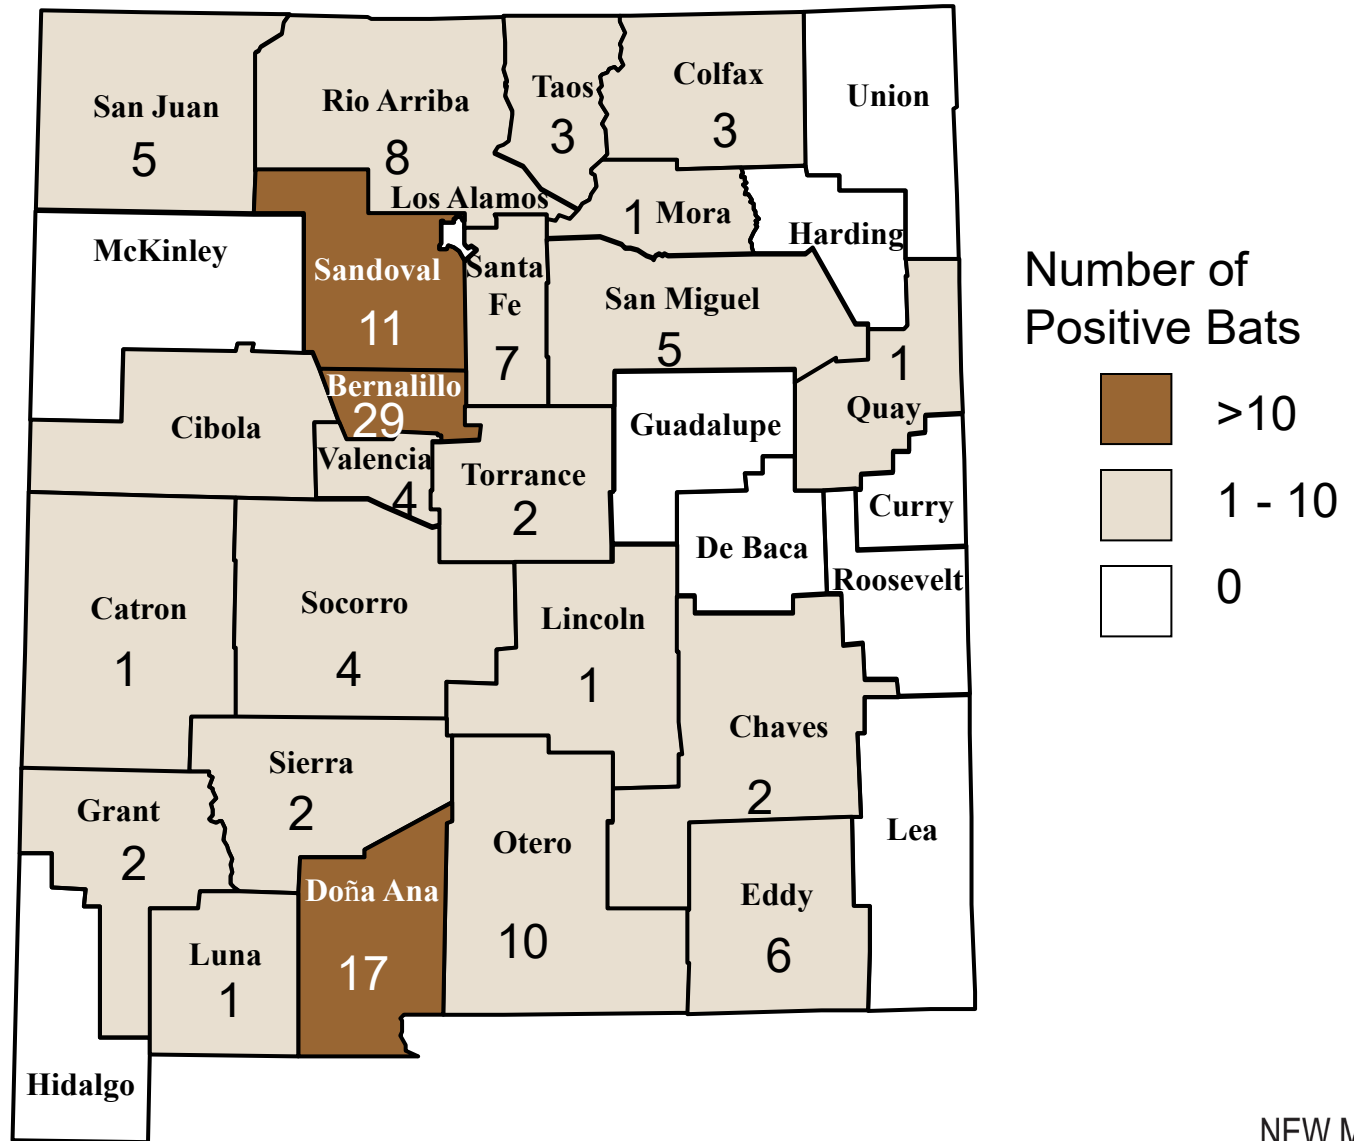 San Juan
5
Rio Arriba
8
Taos
3
Colfax
3
Union
Los Alamos
1 Mora
Harding
McKinley
Sandoval
11
Santa
Fe
7
San Miguel
5
1
Quay
Bernalillo
29
Cibola
Valencia
4
Torrance
2
Guadalupe
Curry
De Baca
Roosevelt
Catron
1
Socorro
4
Lincoln
1
Chaves
2
Sierra
2
Grant
2
Otero
10
Lea
Doña Ana
17
Eddy
6
Luna
1
Hidalgo
Number of
Positive Bats
>10
1 - 10
0
NEW M